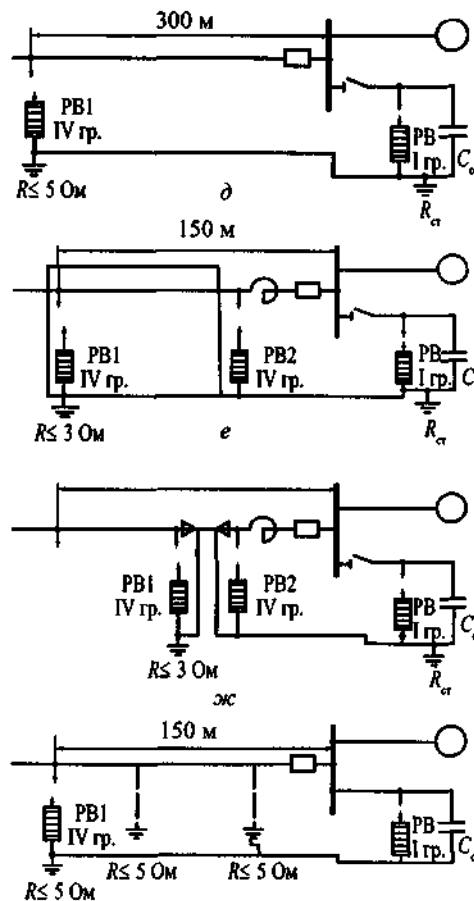 300 м
РВ1
IV гр.
РВ
I гр.
R≤ 5 Ом
д
Rст
150 м
РВ1
IV гр.
РВ2
IV гр.
РВ
I гр.
C
R≤ 3 Ом
е
Rст
РВ1
IV гр.
РВ2
IV гр.
РВ
I гр.
R≤ 3 Ом
ж
Rст
150 м
РВ1
IV гр.
РВ
I гр.
R≤ 5 Ом
R≤ 5 Ом
R≤ 5 Ом